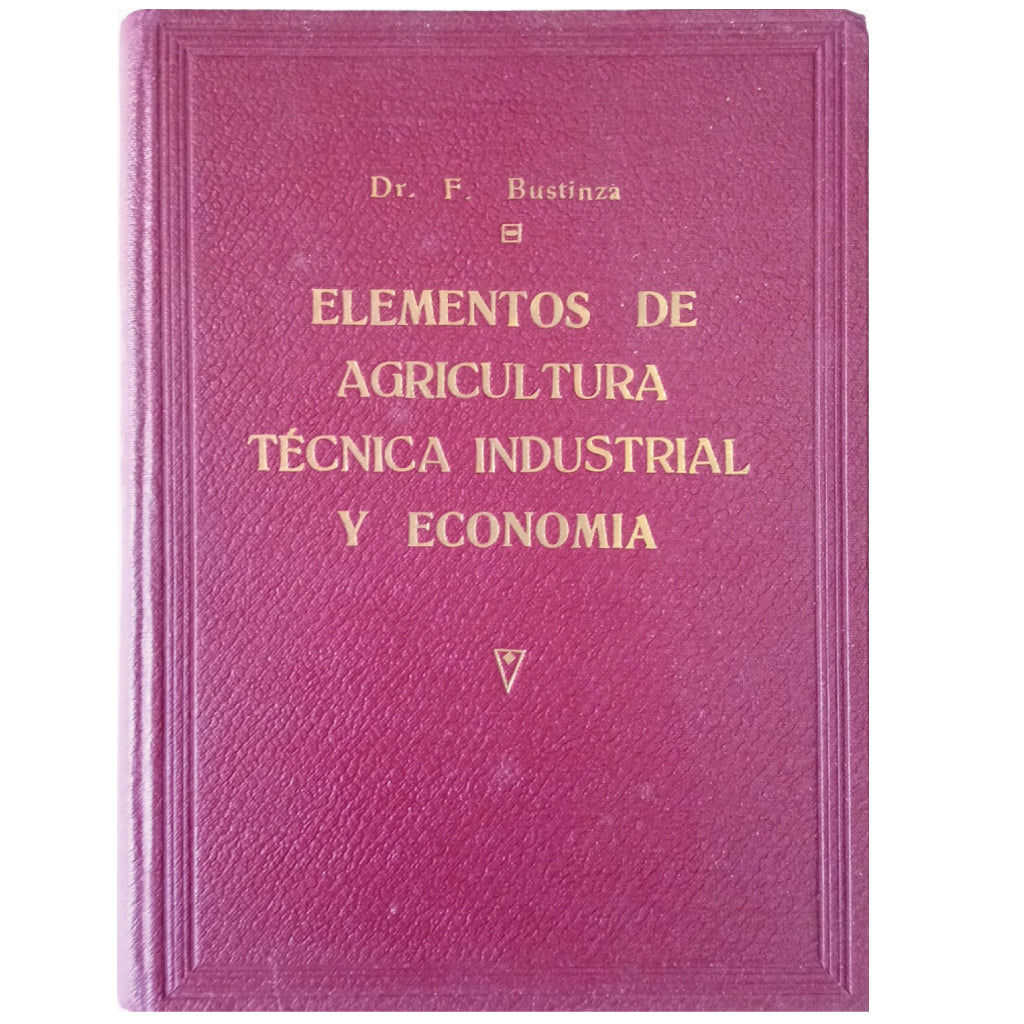 Dr. F. Bustinza
ELEMENTOS DE
AGRICULTURA
TÉCNICA INDUSTRIAL
Y ECONOMIA